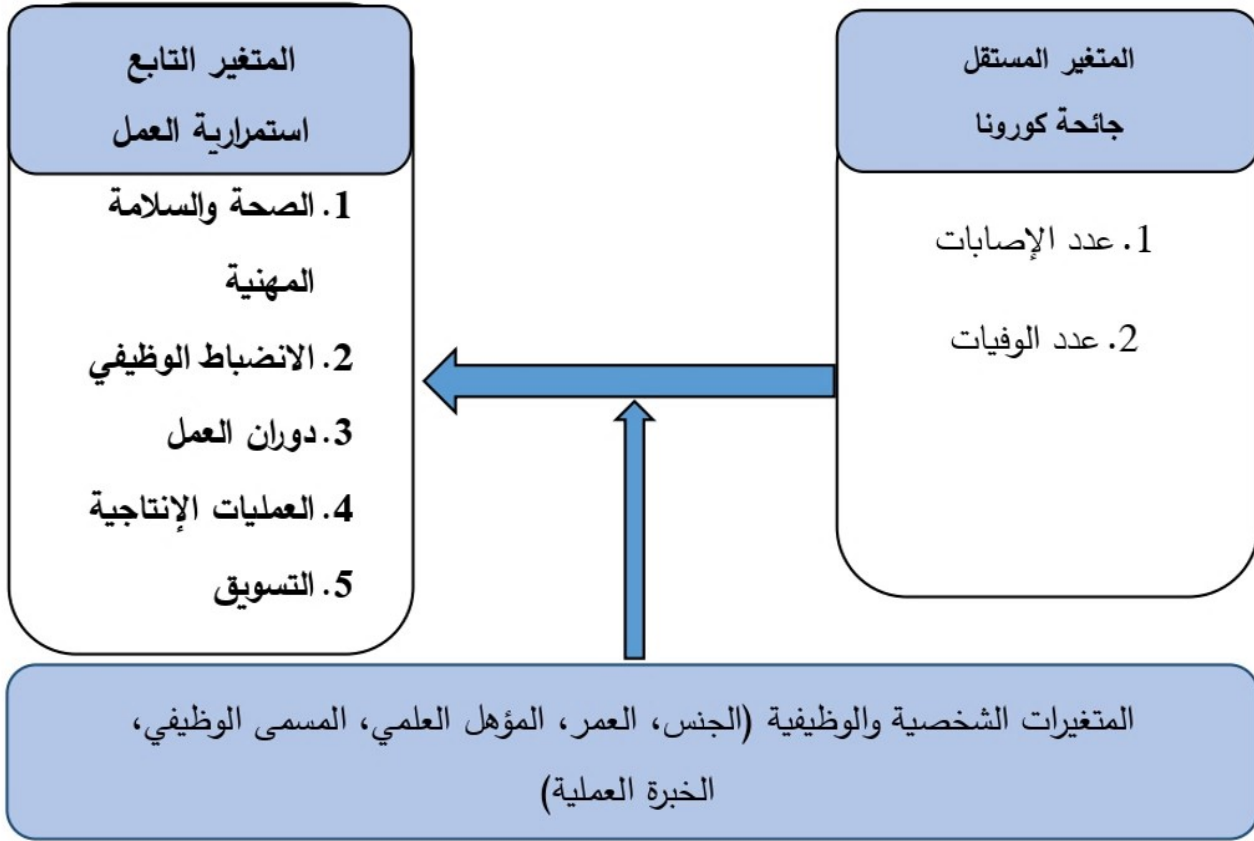 المتغير المستقل
جائحة كورونا
1. عدد الإصابات
2. عدد الوفيات
المتغير التابع
استمرارية العمل
1. الصحة والسلامة
المهنية
2. الانضباط الوظيفي
3. دوران العمل
4. العمليات الإنتاجية
5. التسويق
المتغيرات الشخصية والوظيفية (الجنس، العمر، المؤهل العلمي، المسمى الوظيفي،
الخبرة العملية)